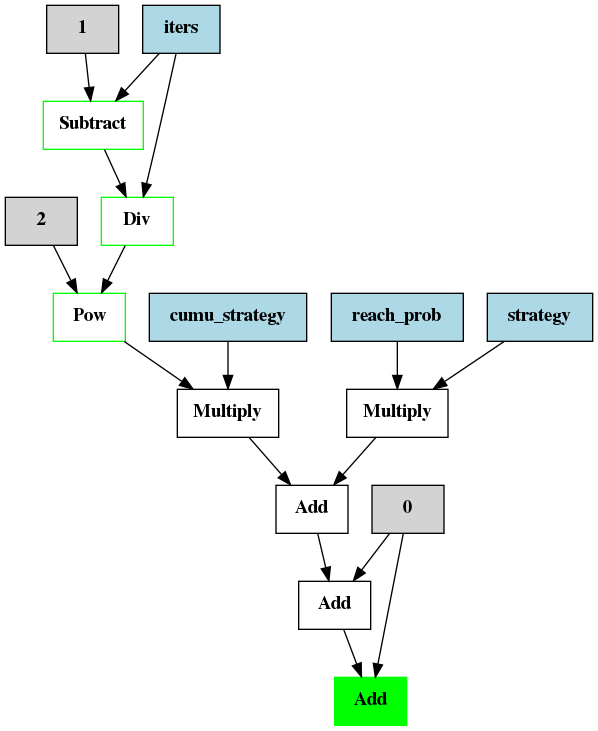 1
iters
Subtract
2
Div
Pow
cumu_strategy
reach_prob
strategy
Multiply
Multiply
Add
0
Add
Add